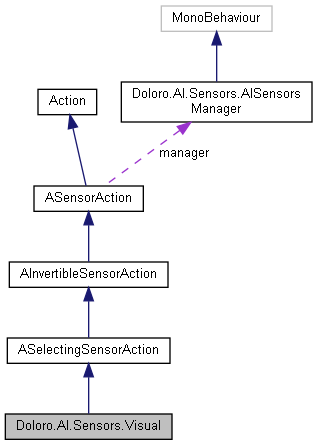 MonoBehaviour
Doloro.AI.Sensors.AISensors
Manager
Action
manager
ASensorAction
AInvertibleSensorAction
ASelectingSensorAction
Doloro.AI.Sensors.Visual